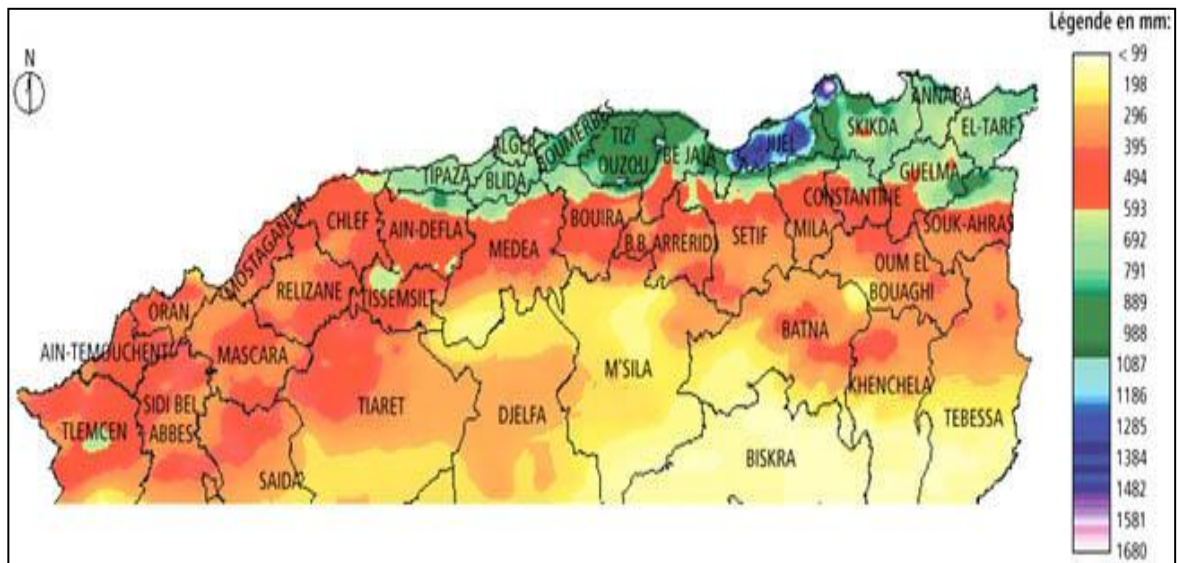 Légende en mm:
N
< 99
198
296
395
494
593
692
791
889
988
1087
1186
1285
1384
1482
1581
1680
ANNABA
SKIKDA
EL-TARF
JIJEL
BOUMERDES
TIZI
OUZOU
BEJAIA
ALGER
TIPAZA
BLIDA
GUELMA
CONSTANTINE
SOUK-AHRAS
MOSTAGANEM
CHLEF
AIN-DEFLA
MEDEA
BOUIRA
B.B. ARRERIDJ
SETIF
MILA
OUM EL
BOUAGHI
RELIZANE
TISSEMSILT
ORAN
AIN-TEMOUCHENT
MASCARA
BATNA
M'SILA
KHENCHELA
SIDI BEL
ABBES
TLEMCEN
TIARET
DJELFA
TEBESSA
BISKRA
SAIDA